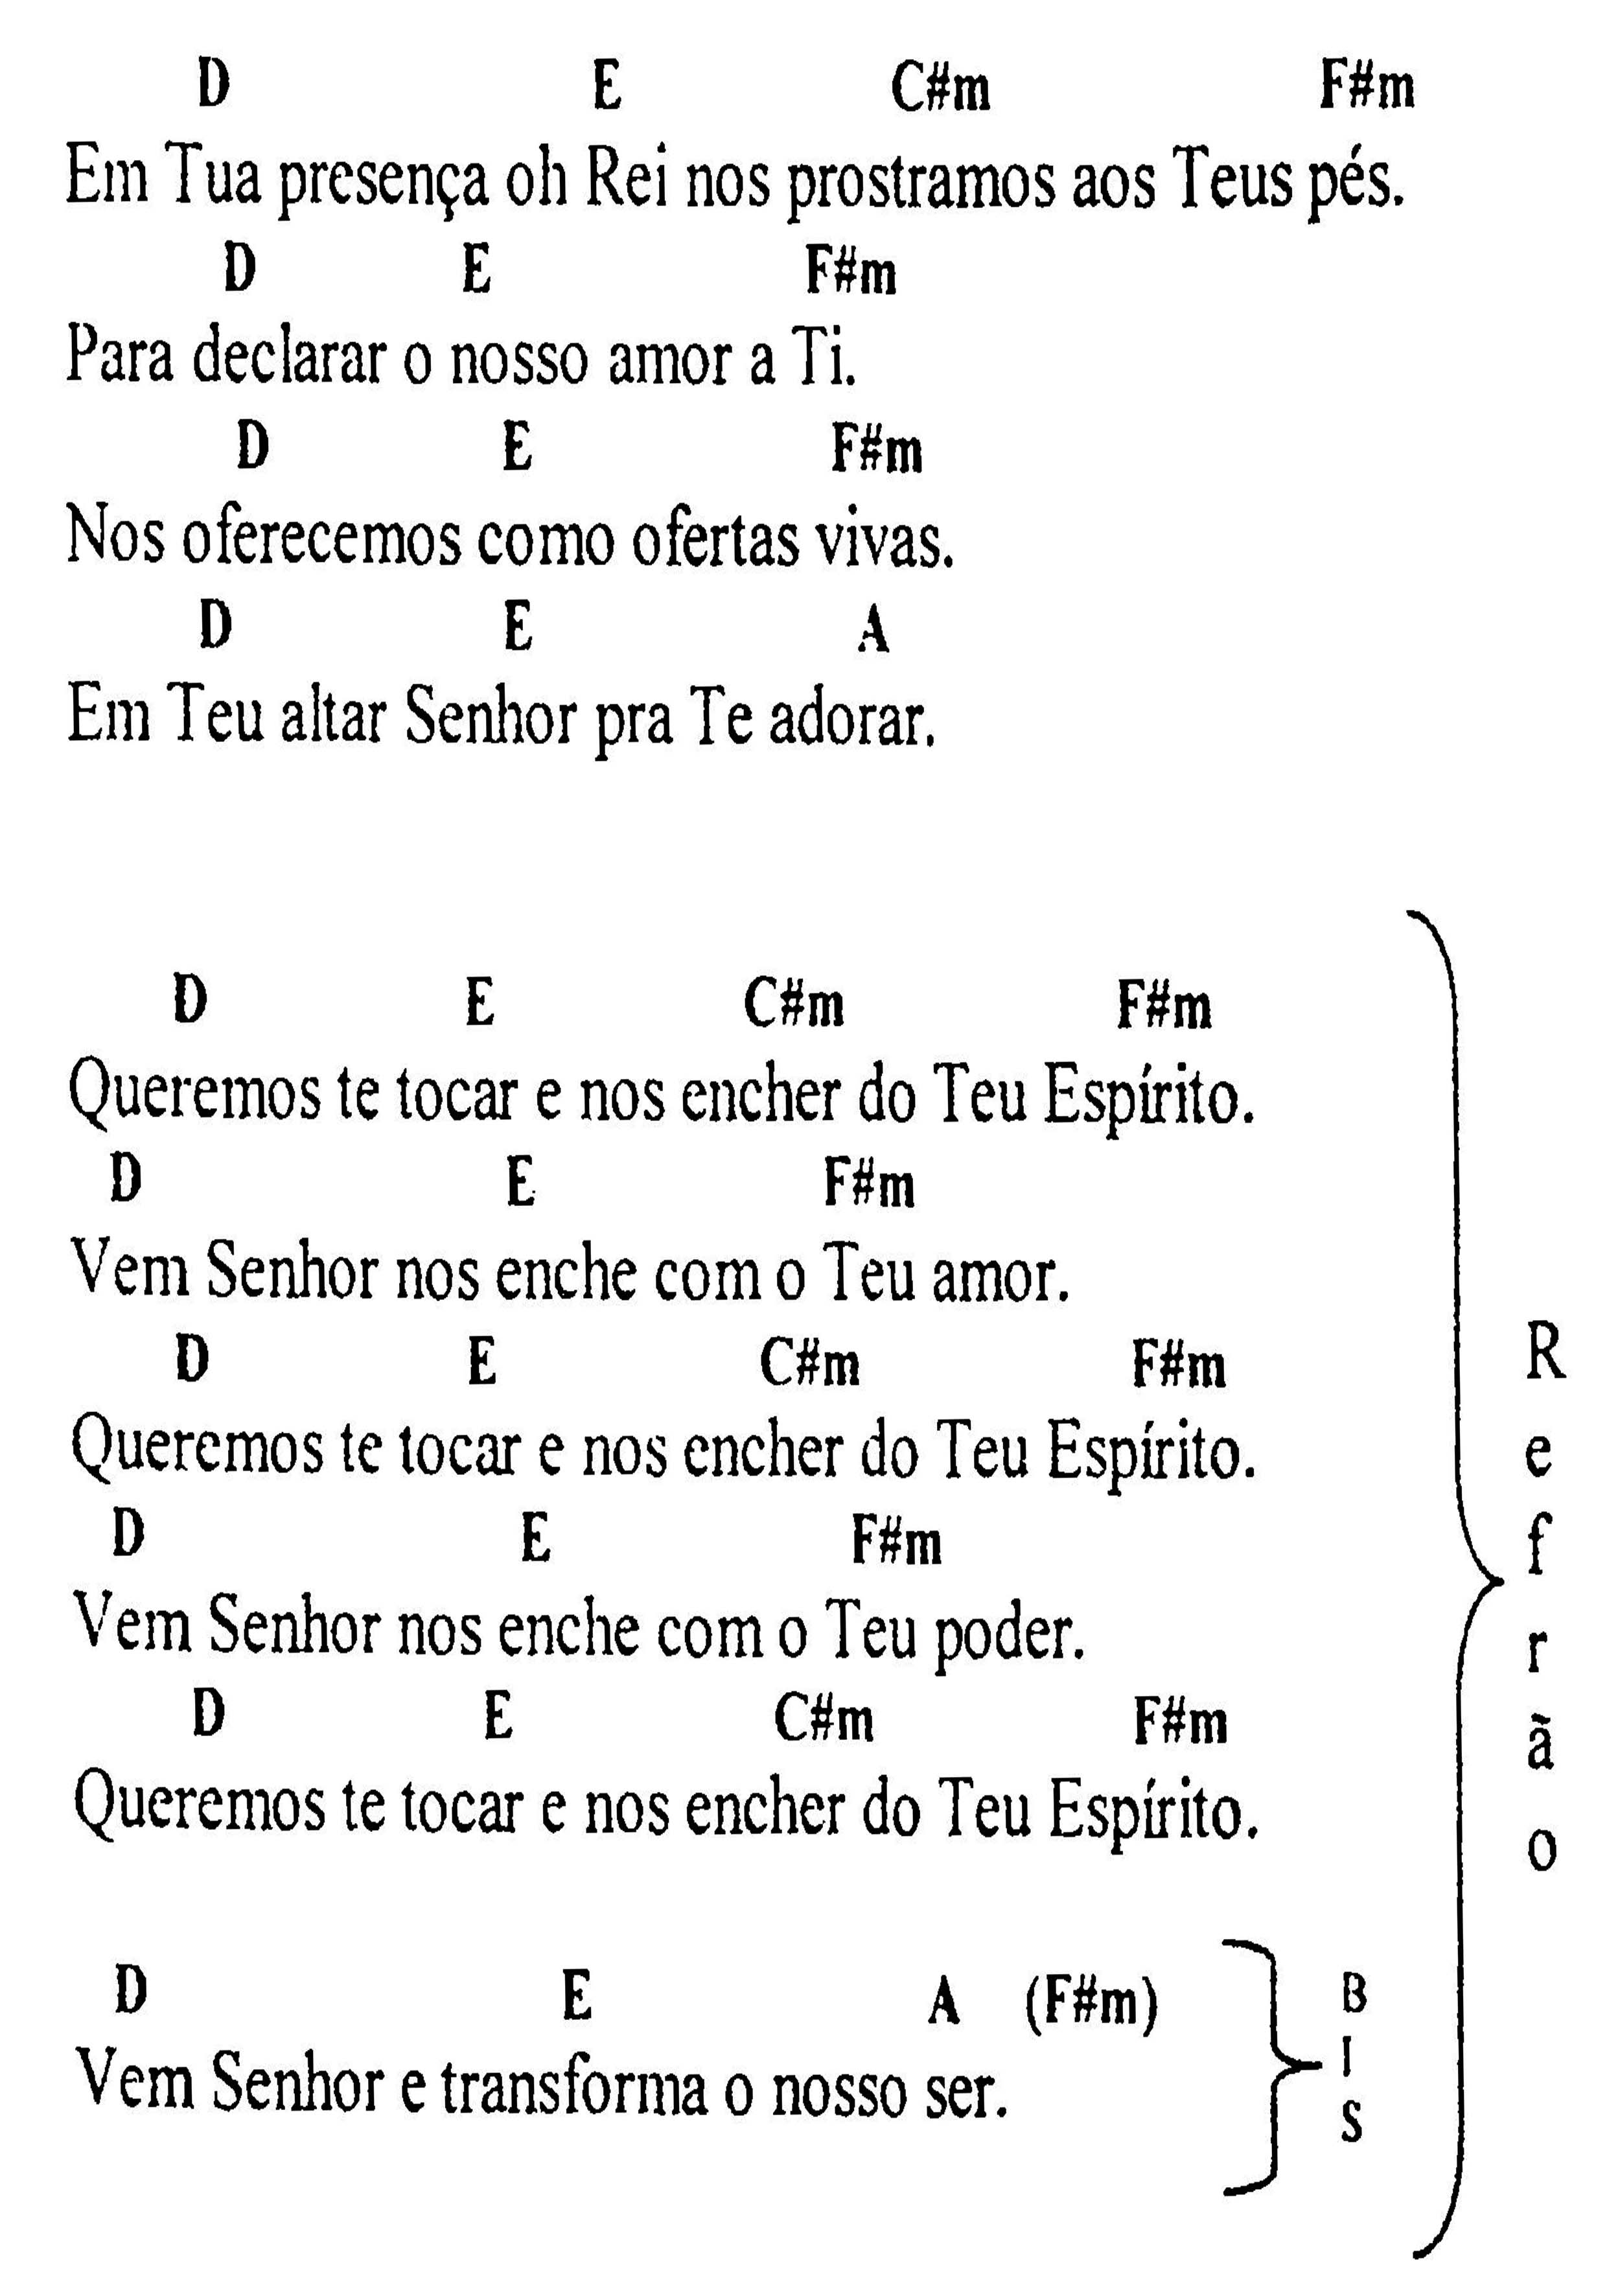 D E C#m F#m
Em Tua presença oh Rei nos prostramos aos Teus pés.
D E F#m
Para declarar o nosso amor a Ti.
D E F#m
Nos oferecemos como ofertas vivas.
D E A
Em Teu altar Senhor pra Te adorar.
D E C#m F#m
Queremos te tocar e nos encher do Teu Espírito.
D E F#m
Vem Senhor nos enche com o Teu amor.
D E C#m F#m
Queremos te tocar e nos encher do Teu Espírito.
D E F#m
Vem Senhor nos enche com o Teu poder.
D E C#m F#m
Queremos te tocar e nos encher do Teu Espírito.
D E A (F#m)
Vem Senhor e transforma o nosso ser.
BIS
Refrão